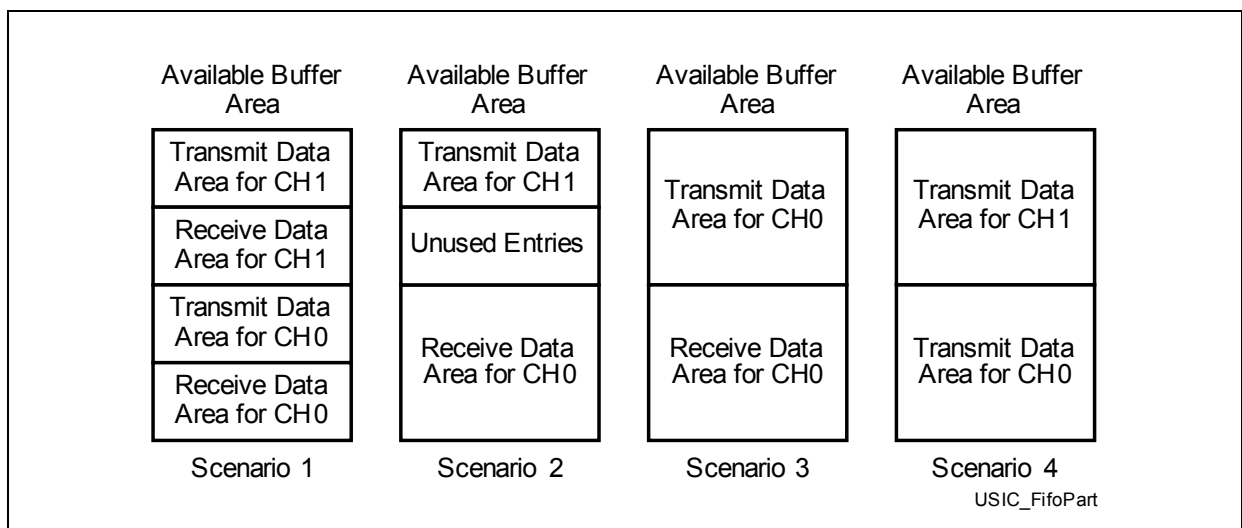 Available Buffer
Area
Transmit Data
Area for CH1
Receive Data
Area for CH1
Transmit Data
Area for CH0
Receive Data
Area for CH0
Scenario 1
Available Buffer
Area
Transmit Data
Area for CH1
Unused Entries
Receive Data
Area for CH0
Scenario 2
Available Buffer
Area
Transmit Data
Area for CH0
Receive Data
Area for CH0
Scenario 3
Available Buffer
Area
Transmit Data
Area for CH1
Transmit Data
Area for CH0
Scenario 4
USIC_FifoPart